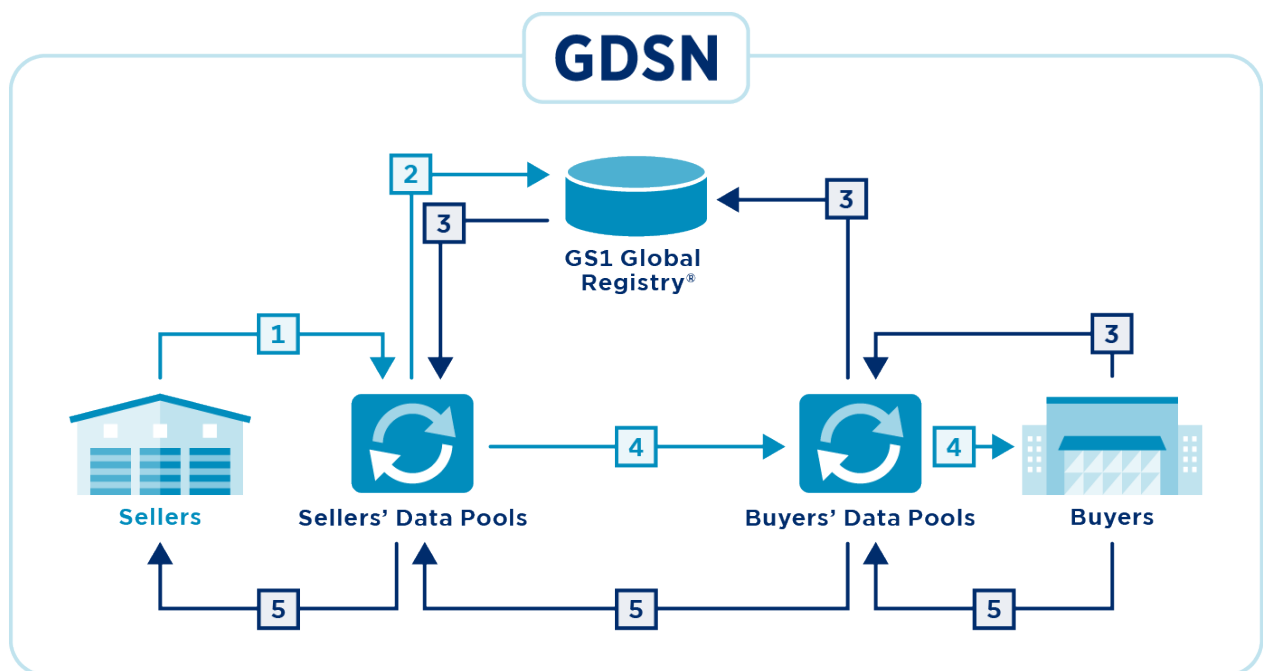 GDSN
2
3
3
GS1 Global
Registry®
1
3
4
4
Sellers
Sellers’ Data Pools
Buyers’ Data Pools
Buyers
5
5
5